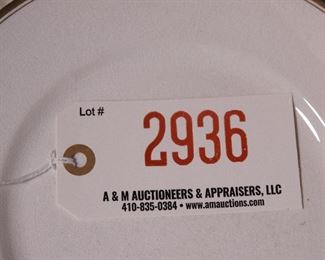 Lot #
2936
A & M AUCTIONEERS & APPRAISERS, LLC
410-835-0384 • www.amauctions.com